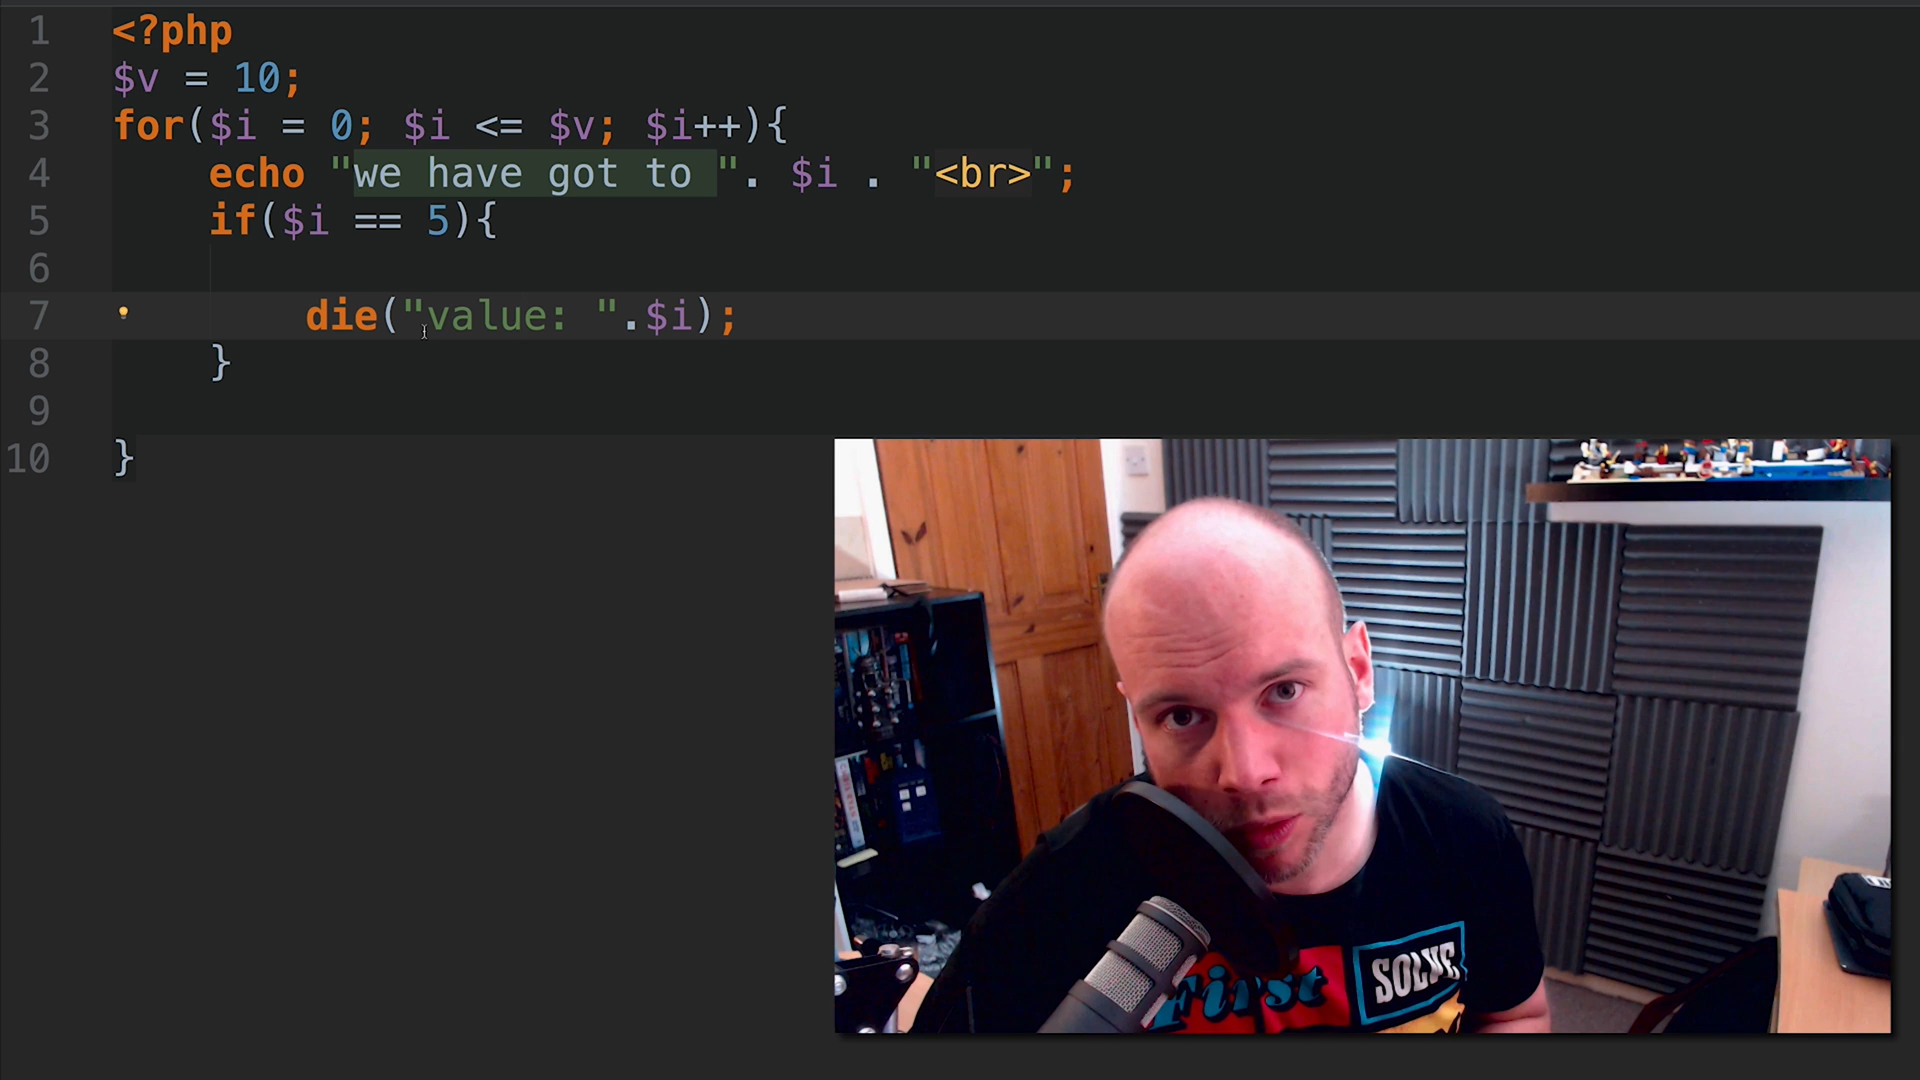 1 <?php
2 $v = 10;
3 for($i = 0; $i <= $v; $i++){
4 echo "we have got to ". $i . "<br>";
5 if($i == 5){
6
7 die("value: ".$i);
8 }
9
10 }
SOLVE
First